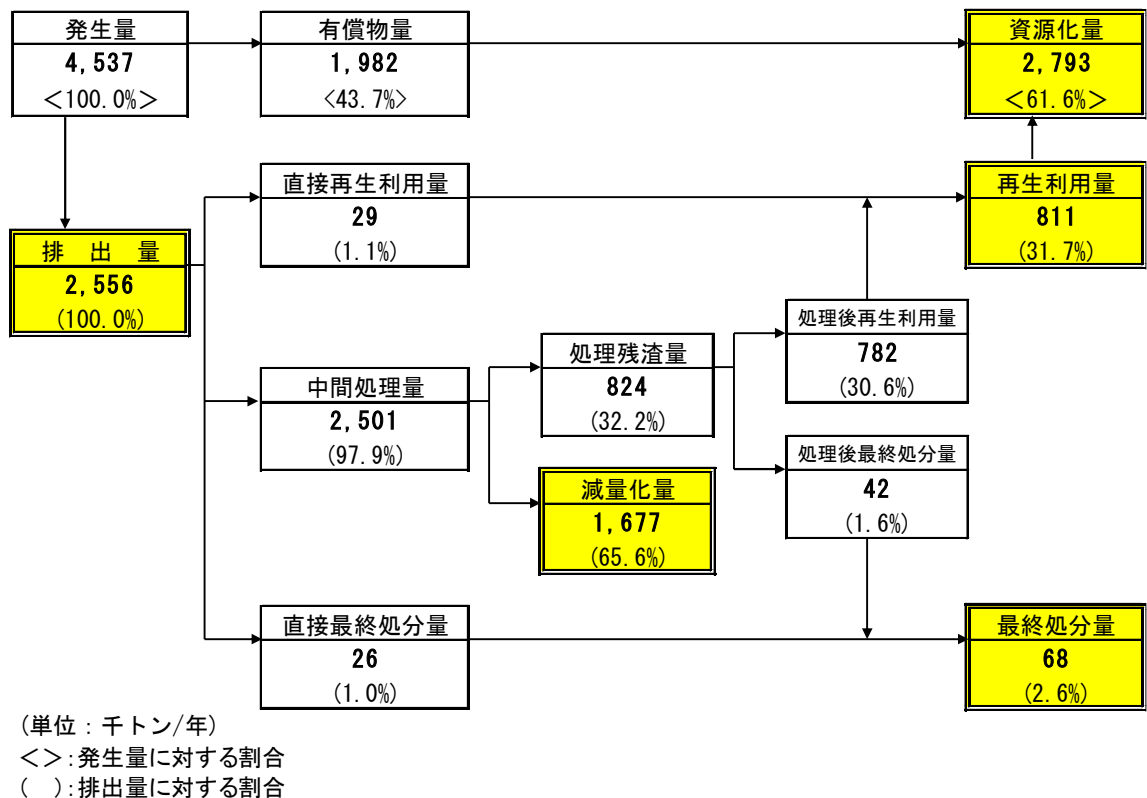 発生量
4,537
<100.0%>
有償物量
1,982
<43.7%>
資源化量
2,793
<61.6%>
直接再生利用量
29
(1.1%)
再生利用量
811
(31.7%)
排 出 量
2,556
(100.0%)
処理後再生利用量
782
(30.6%)
処理残渣量
824
(32.2%)
中間処理量
2,501
(97.9%)
処理後最終処分量
42
(1.6%)
減量化量
1,677
(65.6%)
直接最終処分量
26
(1.0%)
最終処分量
68
(2.6%)
(単位：千トン/年)
<>:発生量に対する割合
( ):排出量に対する割合